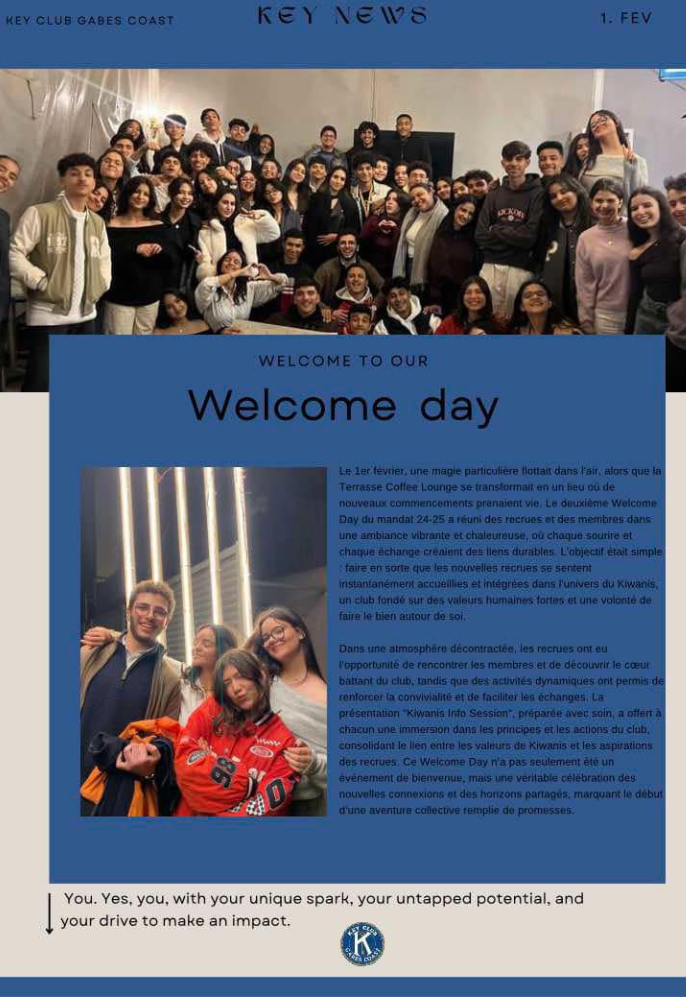 KEY CLUB GABES COAST
KEY NEWS
1. FEV
WELCOME TO OUR
Welcome day
Le 1er février, une magie particulière flottait dans l'air, alors que la
Terrasse Coffee Lounge se transformait en un lieu où de
nouveaux commencements prenaient vie. Le deuxième Welcome
Day du mandat 24-25 a réuni des recrues et des membres dans
une ambiance vibrante et chaleureuse, où chaque sourire et
chaque échange créaient des liens durables. L'objectif était simple
: faire en sorte que les nouvelles recrues se sentent
instantanément accueillies et intégrées dans l'univers du Kiwanis,
un club fondé sur des valeurs humaines fortes et une volonté de
faire le bien autour de soi.
Dans une atmosphère décontractée, les recrues ont eu
l'opportunité de rencontrer les membres et de découvrir le cœur
battant du club, tandis que des activités dynamiques ont permis de
renforcer la convivialité et de faciliter les échanges. La
présentation "Kiwanis Info Session", préparée avec soin, a offert à
chacun une immersion dans les principes et les actions du club,
consolidant le lien entre les valeurs de Kiwanis et les aspirations
des recrues. Ce Welcome Day n'a pas seulement été un
événement de bienvenue, mais une véritable célébration des
nouvelles connexions et des horizons partagés, marquant le début
d'une aventure collective remplie de promesses.
98
0
You. Yes, you, with your unique spark, your untapped potential, and
your drive to make an impact.
KEY CLUB
K
GABES COAST